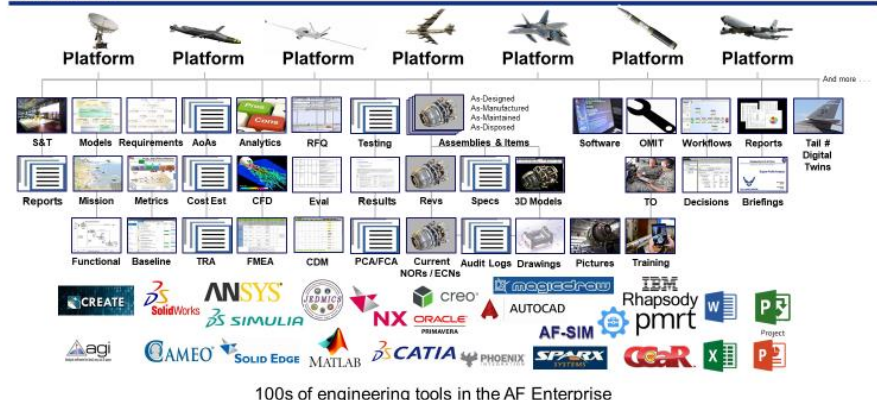 Platform Platform Platform Platform Platform Platform Platform
And more . . .
As-Designed
As-Manufactured
As-Maintained
As-Disposed
Pros
Cons
S&T Models Requirements AoAs Analytics RFQ Testing Assemblies & Items Software OMIT Workflows Reports Tail #
Digital
Twins
Reports Mission Metrics Cost Est CFD Eval Results Revs Specs 3D Models TO Decisions Briefings
Functional Baseline TRA FMEA CDM PCA/FCA Current Audit Logs Drawings Pictures Training
NORs / ECNs
CREATE
SolidWorks
ANSYS
SIMULIA
JEDMICS
NX
creo
ORACLE
PRIMAVERA
magicdraw
AUTOCAD
AF-SIM
IBM
Rhapsody
pmrt
W
P
Project
agi
CAMEO
SOLID EDGE
MATLAB
CATIA
PHOENIX
INTEGRATION
SPARX
SYSTEMS
CCaR
X
P
100s of engineering tools in the AF Enterprise